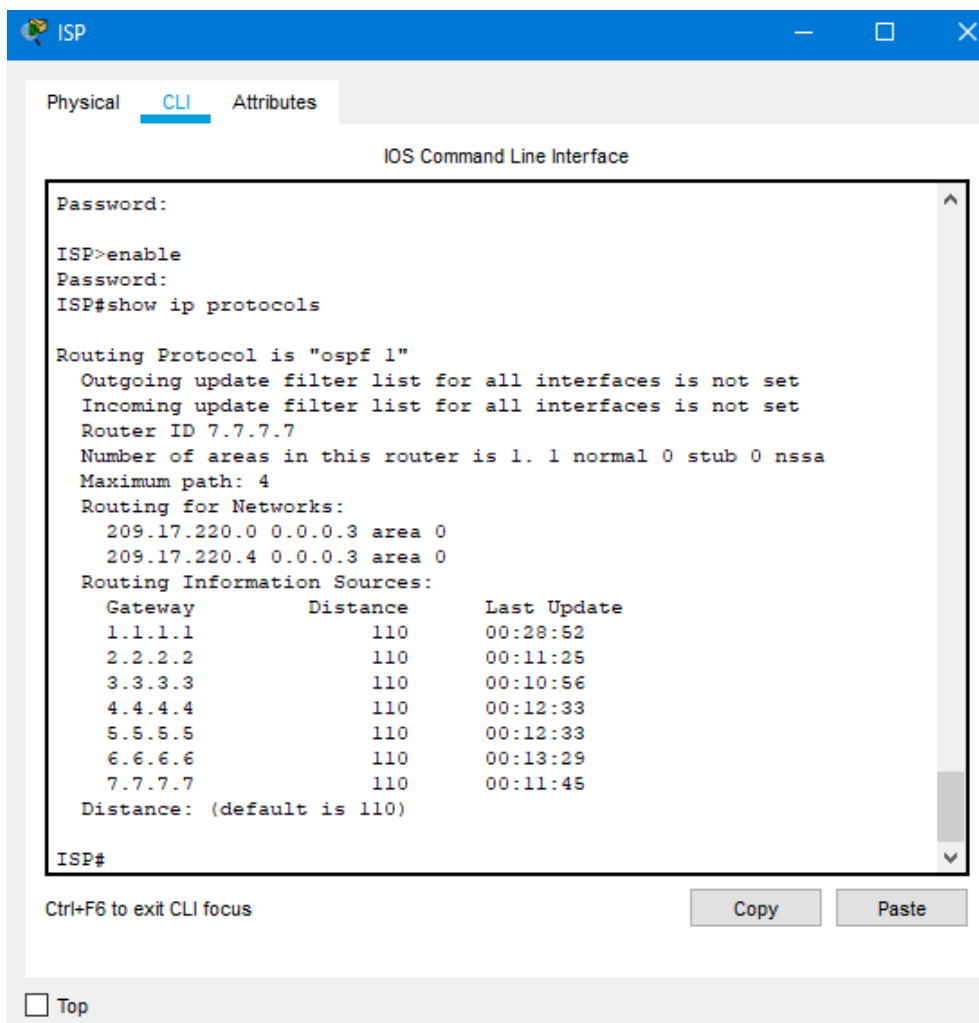 ISP
Physical CLI Attributes
IOS Command Line Interface
Password:
ISP>enable
Password:
ISP#show ip protocols
Routing Protocol is "ospf 1"
Outgoing update filter list for all interfaces is not set
Incoming update filter list for all interfaces is not set
Router ID 7.7.7.7
Number of areas in this router is 1. 1 normal 0 stub 0 nssa
Maximum path: 4
Routing for Networks:
209.17.220.0 0.0.0.3 area 0
209.17.220.4 0.0.0.3 area 0
Routing Information Sources:
Gateway Distance Last Update
1.1.1.1 110 00:28:52
2.2.2.2 110 00:11:25
3.3.3.3 110 00:10:56
4.4.4.4 110 00:12:33
5.5.5.5 110 00:12:33
6.6.6.6 110 00:13:29
7.7.7.7 110 00:11:45
Distance: (default is 110)
ISP#
Ctrl+F6 to exit CLI focus Copy Paste
Top